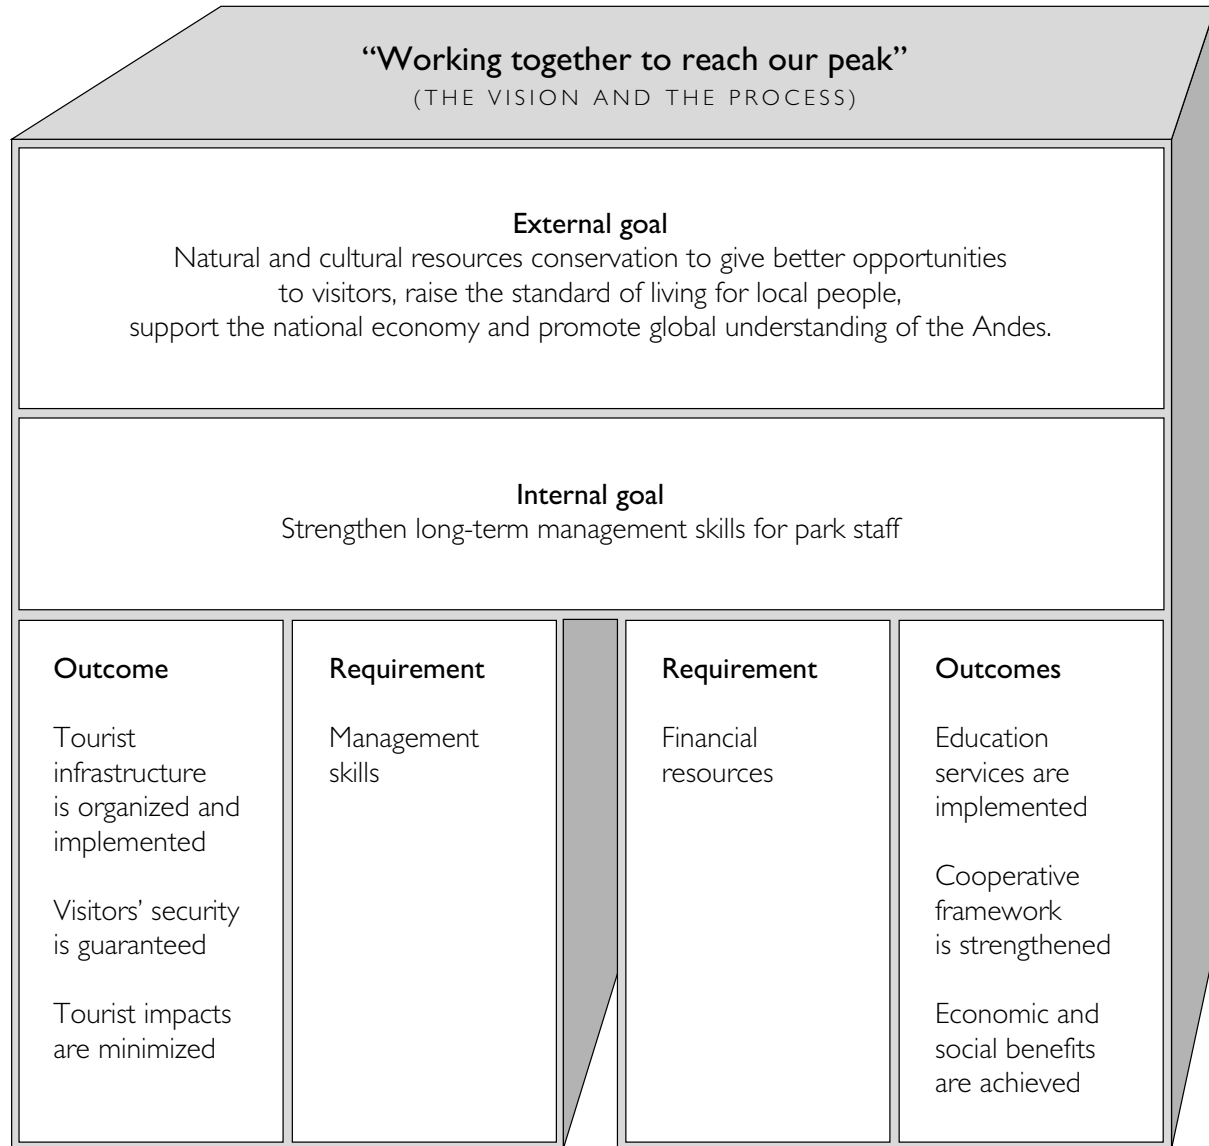 “Working together to reach our peak”
(THE VISION AND THE PROCESS)
External goal
Natural and cultural resources conservation to give better opportunities
to visitors, raise the standard of living for local people,
support the national economy and promote global understanding of the Andes.
Internal goal
Strengthen long-term management skills for park staff
Outcome
Tourist
infrastructure
is organized and
implemented
Visitors’ security
is guaranteed
Tourist impacts
are minimized
Requirement
Management
skills
Requirement
Financial
resources
Outcomes
Education
services are
implemented
Cooperative
framework
is strengthened
Economic and
social benefits
are achieved